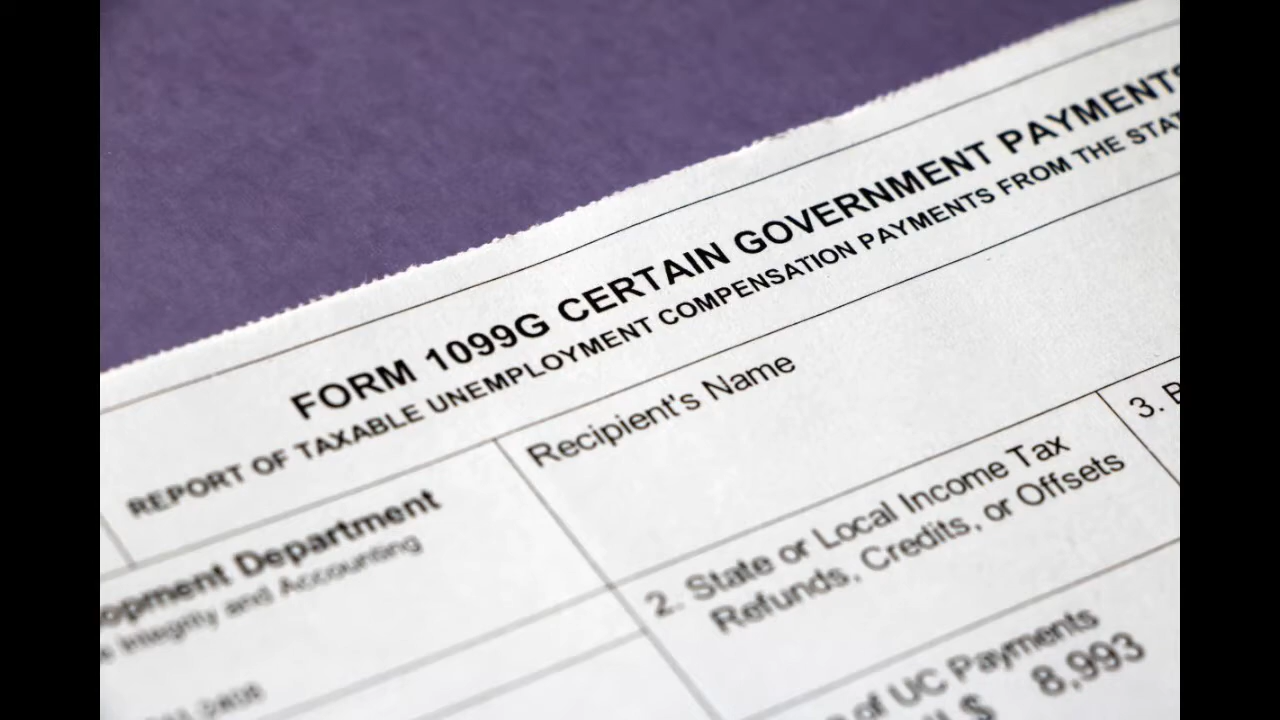 FORM 1099G CERTAIN GOVERNMENT PAYMENTS
REPORT OF TAXABLE UNEMPLOYMENT COMPENSATION PAYMENTS FROM THE STAT
Recipient's Name
opment Department
Integrity and Accounting
2. State or Local Income Tax
Refunds, Credits, or Offsets
3.
of UC Payments
$ 8,993